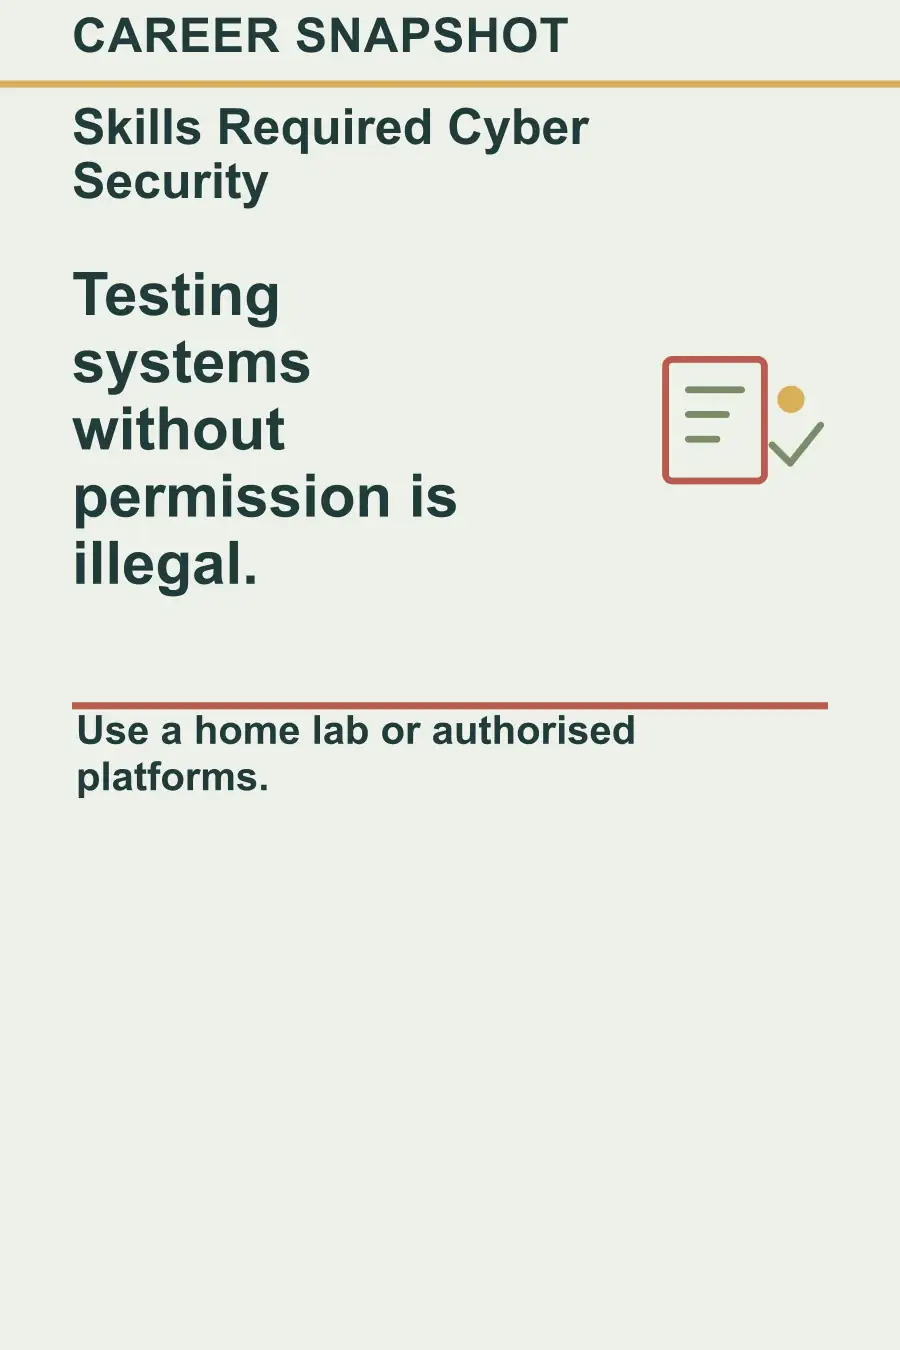 CAREER SNAPSHOT
Skills Required Cyber
Security
Testing
systems
without
permission is
illegal.
Use a home lab or authorised
platforms.